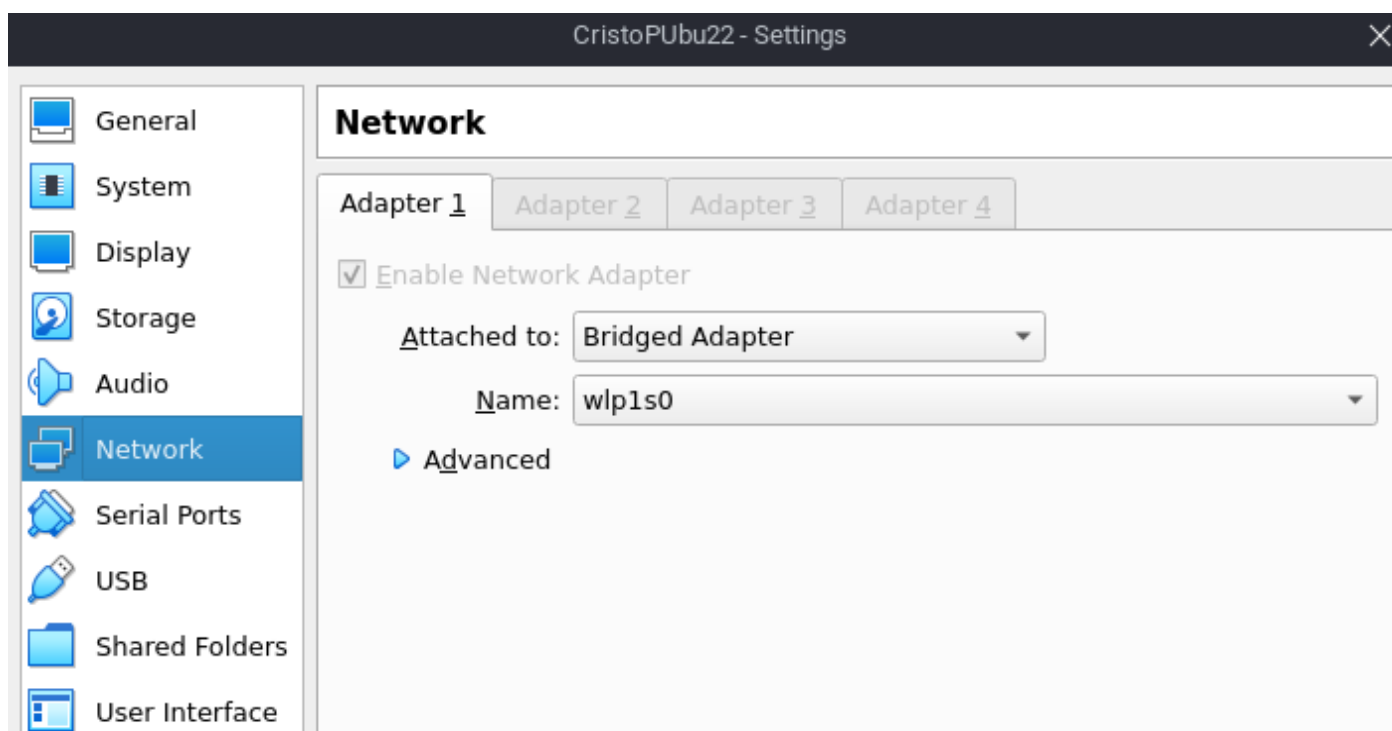 CristoPUbu22 - Settings
General
System
Display
Storage
Audio
Network
Serial Ports
USB
Shared Folders
User Interface
Network
Adapter 1 Adapter 2 Adapter 3 Adapter 4
Enable Network Adapter
Attached to: Bridged Adapter
Name: wlp1s0
Advanced